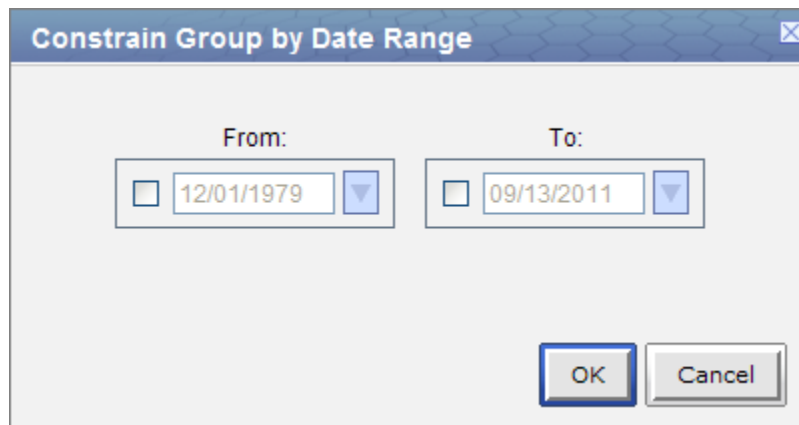 Constrain Group by Date Range
From: To:
12/01/1979 09/13/2011
OK Cancel